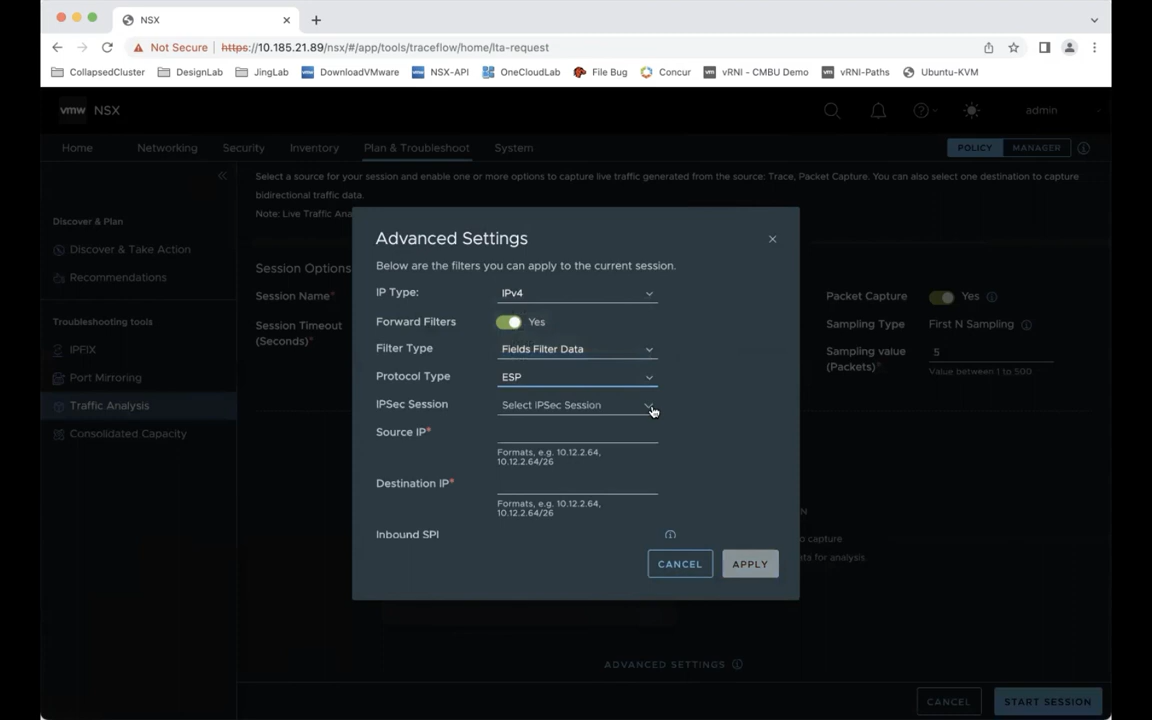 NSX
Not Secure
https://10.185.21.89/nsx/#/app/tools/traceflow/home/lta-request
CollapsedCluster
DesignLab
JingLab
vmw
DownloadVMware
NSX-API
OneCloudLab
File Bug
Concur
vm
vRNI - CMBU Demo
vm
vRNI-Paths
Ubuntu-KVM
vmw NSX
admin
Home
Networking
Security
Inventory
Plan & Troubleshoot
System
POLICY
MANAGER
Select a source for your session and enable one or more options to capture live traffic generated from the source: Trace, Packet Capture. You can also select one destination to capture
bidirectional traffic data.
Note: Live Traffic Ana
Discover & Plan
Discover & Take Action
Recommendations
Troubleshooting tools
IPFIX
Port Mirroring
Traffic Analysis
Consolidated Capacity
Session Options
Session Name*
Session Timeout
(Seconds)*
Advanced Settings
Below are the filters you can apply to the current session.
IP Type:
IPv4
Forward Filters
Yes
Filter Type
Fields Filter Data
Protocol Type
ESP
IPSec Session
Select IPSec Session
Source IP*
Formats, e.g. 10.12.2.64,
10.12.2.64/26
Destination IP*
Formats, e.g. 10.12.2.64,
10.12.2.64/26
Inbound SPI
CANCEL
APPLY
Packet Capture
Yes
Sampling Type
First N Sampling
Sampling value
(Packets)*
5
Value between 1 to 500
N
o capture
ata for analysis
ADVANCED SETTINGS
CANCEL
START SESSION